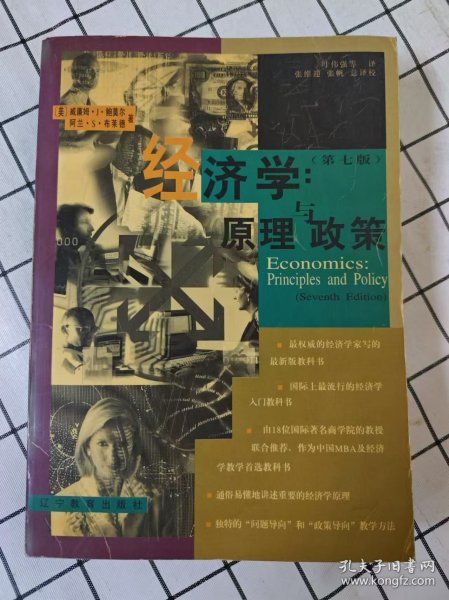 叶伟强等 译
张维迎 张帆 总译校
[美]威廉姆·J·鲍莫尔
阿兰·S·布莱德 著
经济学:
(第七版)
原理与政策
Economics:
Principles and Policy
(Seventh Edition)
最权威的经济学家写的
最新版教科书
国际上最流行的经济学
入门教科书
由18位国际著名商学院的教授
联合推荐、作为中国MBA及经济
学教学首选教科书
通俗易懂地讲述重要的经济学原理
独特的“问题导向”和“政策导向”教学方法
辽宁教育出版社
孔夫子旧书网
www.kongfz.com